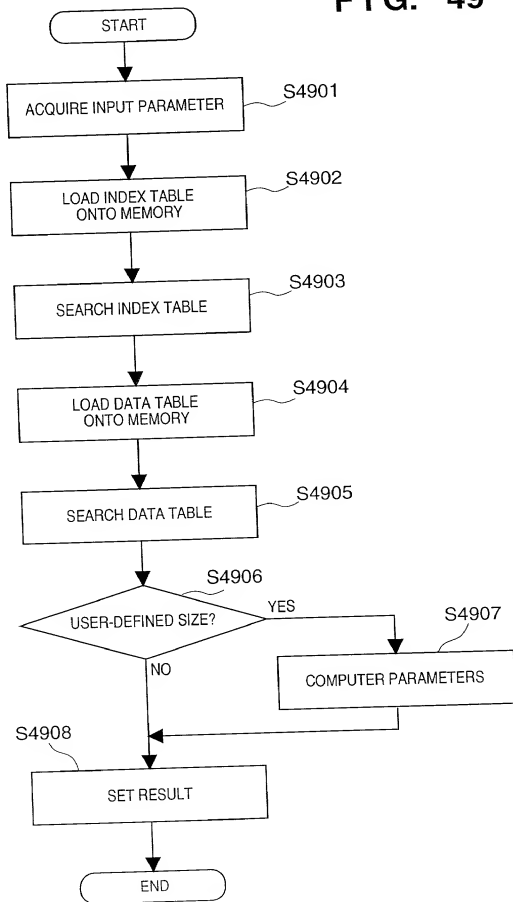 FIG. 49
START
ACQUIRE INPUT PARAMETER
S4901
LOAD INDEX TABLE
ONTO MEMORY
S4902
SEARCH INDEX TABLE
S4903
LOAD DATA TABLE
ONTO MEMORY
S4904
SEARCH DATA TABLE
S4905
USER-DEFINED SIZE?
S4906
YES
NO
COMPUTER PARAMETERS
S4907
SET RESULT
S4908
END